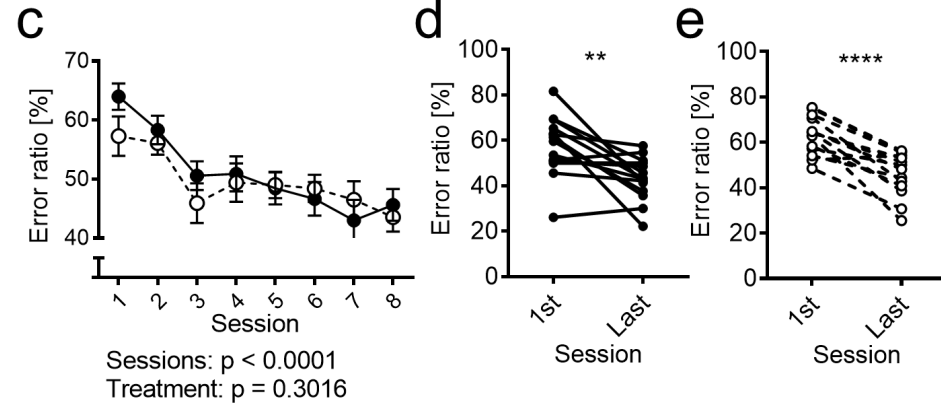 c
Error ratio [%]
70
60
50
40
1 2 3 4 5 6 7 8
Session
Sessions: p < 0.0001
Treatment: p = 0.3016
d
Error ratio [%]
100
80
60
40
20
0
**
1st Last
Session
e
Error ratio [%]
100
80
60
40
20
0
****
1st Last
Session